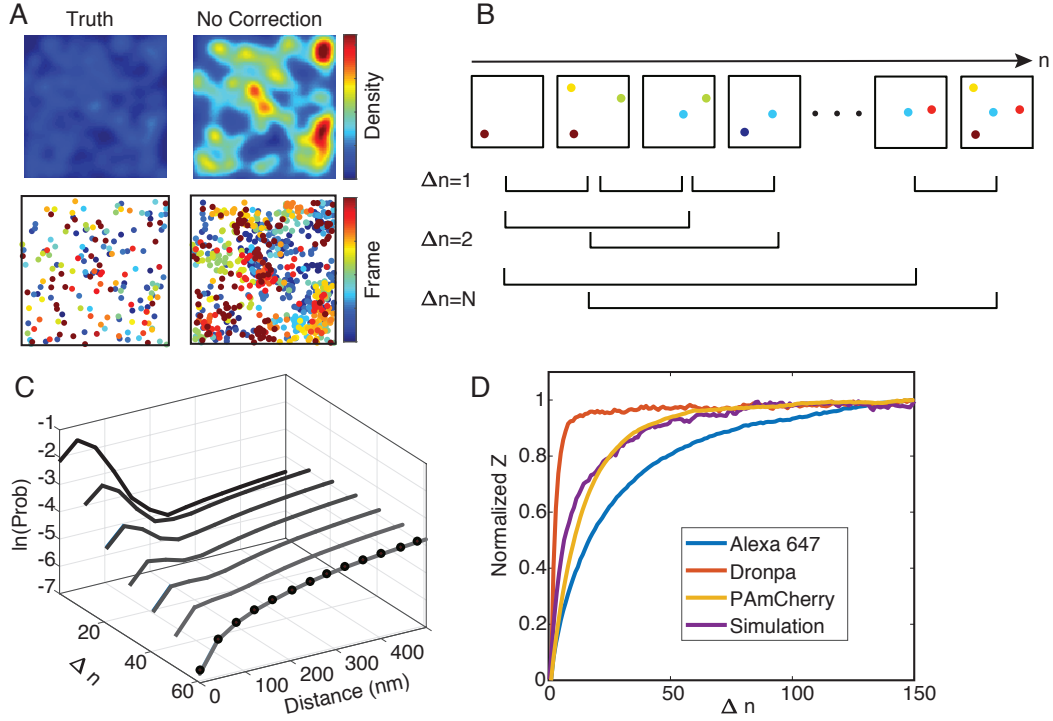 A
Truth
No Correction
Density
Frame
B
n
Δn=1
Δn=2
Δn=N
C
-1
-2
-3
-4
-5
-6
-7
ln(Prob)
20
40
60
Δ n
0
100
200
300
400
Distance (nm)
D
1
0.8
0.6
0.4
0.2
0
Normalized Z
Alexa 647
Dronpa
PAmCherry
Simulation
0
50
100
150
Δ n